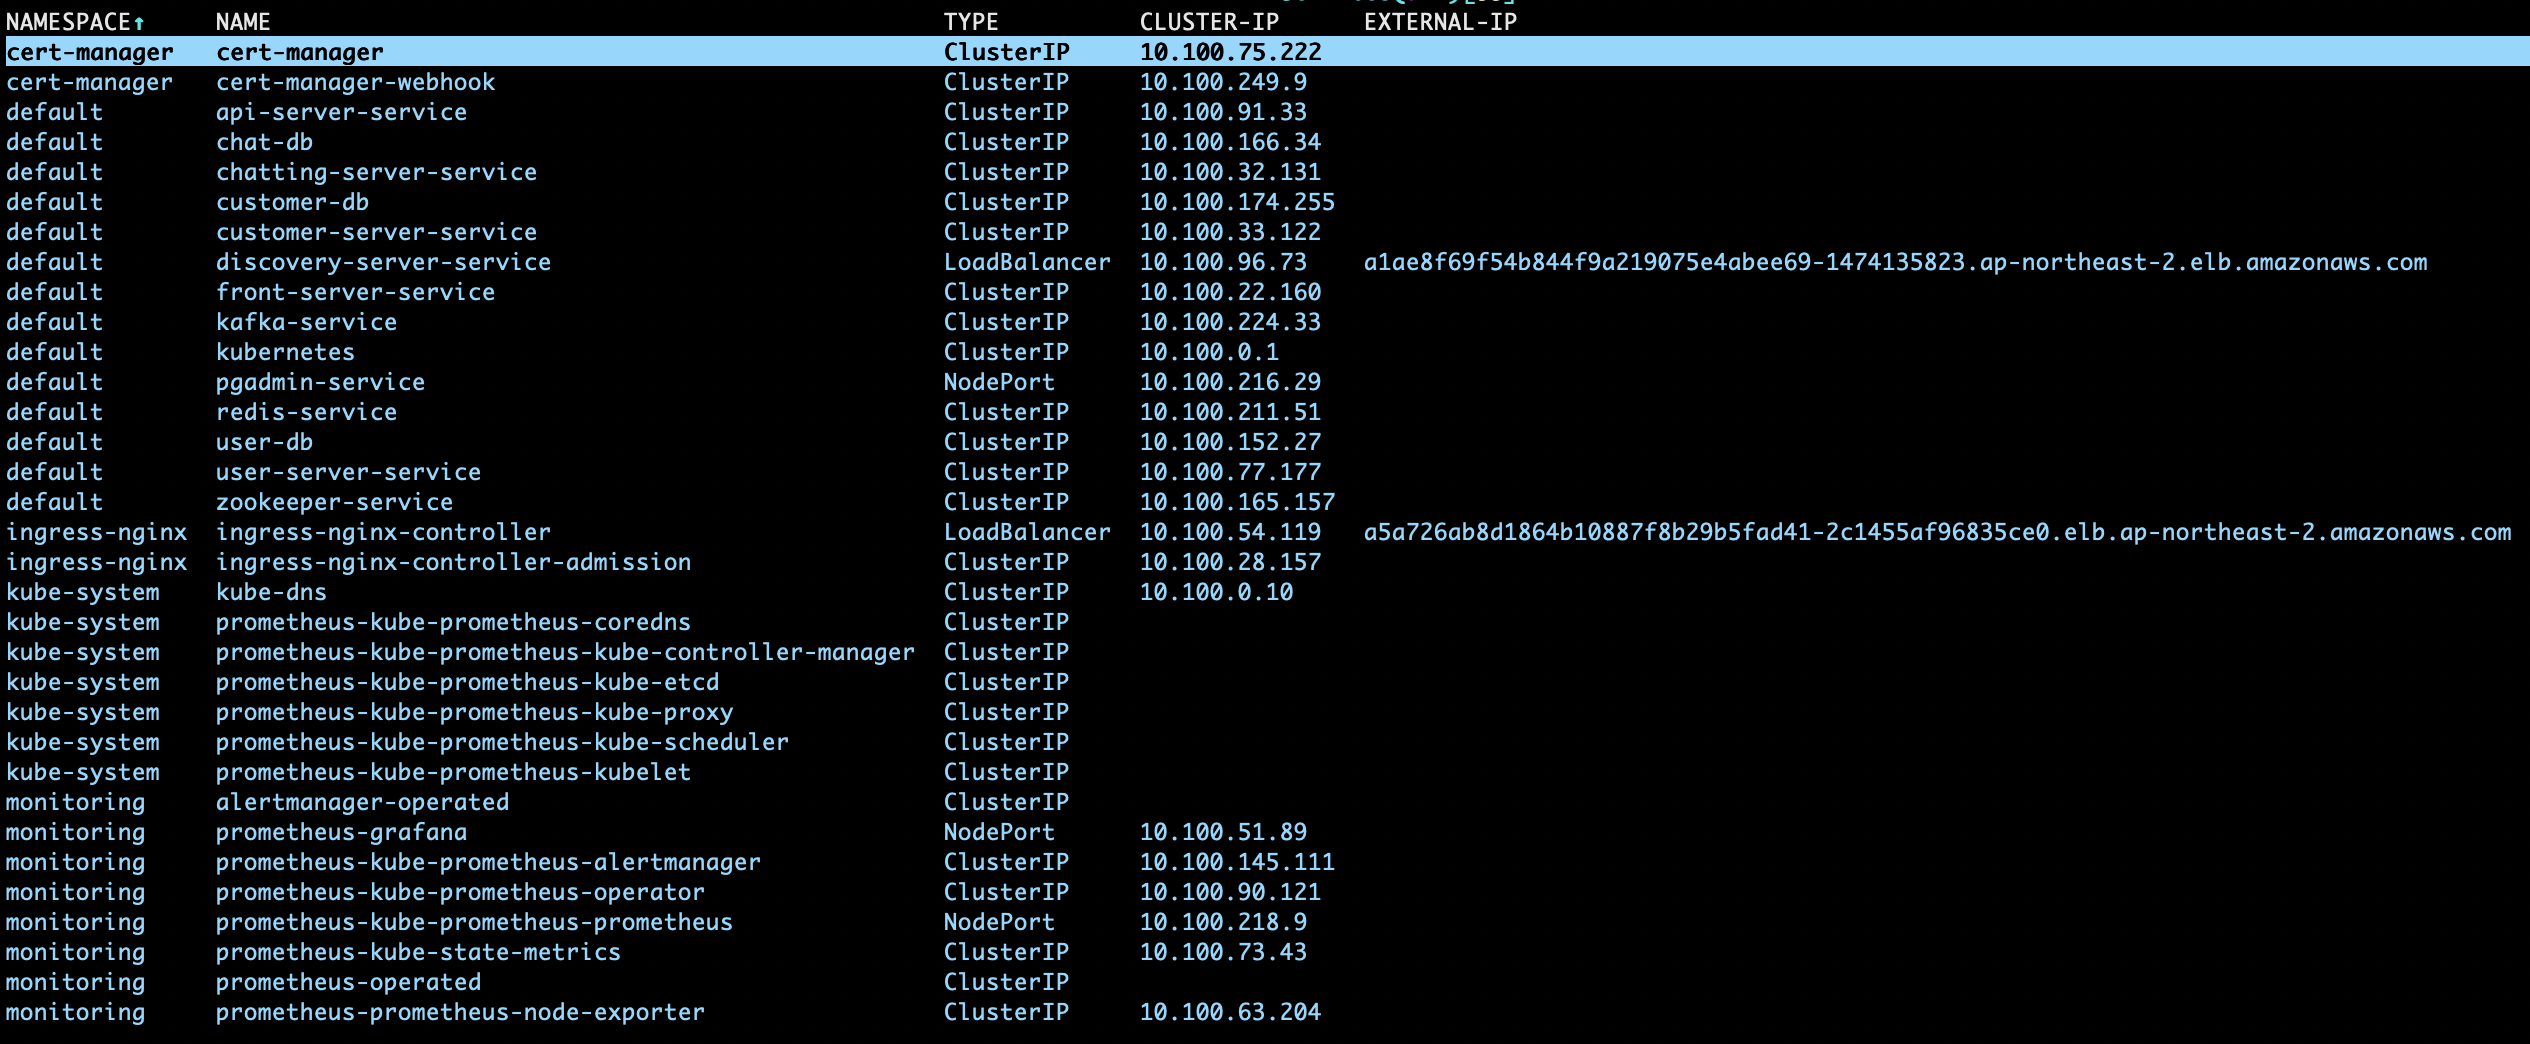 NAMESPACE↑ NAME TYPE CLUSTER-IP EXTERNAL-IP
cert-manager cert-manager ClusterIP 10.100.75.222
cert-manager cert-manager-webhook ClusterIP 10.100.249.9
default api-server-service ClusterIP 10.100.91.33
default chat-db ClusterIP 10.100.166.34
default chatting-server-service ClusterIP 10.100.32.131
default customer-db ClusterIP 10.100.174.255
default customer-server-service ClusterIP 10.100.33.122
default discovery-server-service LoadBalancer 10.100.96.73 a1ae8f69f54b844f9a219075e4abee69-1474135823.ap-northeast-2.elb.amazonaws.com
default front-server-service ClusterIP 10.100.22.160
default kafka-service ClusterIP 10.100.224.33
default kubernetes ClusterIP 10.100.0.1
default pgadmin-service NodePort 10.100.216.29
default redis-service ClusterIP 10.100.211.51
default user-db ClusterIP 10.100.152.27
default user-server-service ClusterIP 10.100.77.177
default zookeeper-service ClusterIP 10.100.165.157
ingress-nginx ingress-nginx-controller LoadBalancer 10.100.54.119 a5a726ab8d1864b10887f8b29b5fad41-2c1455af96835ce0.elb.ap-northeast-2.amazonaws.com
ingress-nginx ingress-nginx-controller-admission ClusterIP 10.100.28.157
kube-system kube-dns ClusterIP 10.100.0.10
kube-system prometheus-kube-prometheus-coredns ClusterIP
kube-system prometheus-kube-prometheus-kube-controller-manager ClusterIP
kube-system prometheus-kube-prometheus-kube-etcd ClusterIP
kube-system prometheus-kube-prometheus-kube-proxy ClusterIP
kube-system prometheus-kube-prometheus-kube-scheduler ClusterIP
kube-system prometheus-kube-prometheus-kubelet ClusterIP
monitoring alertmanager-operated ClusterIP
monitoring prometheus-grafana NodePort 10.100.51.89
monitoring prometheus-kube-prometheus-alertmanager ClusterIP 10.100.145.111
monitoring prometheus-kube-prometheus-operator ClusterIP 10.100.90.121
monitoring prometheus-kube-prometheus-prometheus NodePort 10.100.218.9
monitoring prometheus-kube-state-metrics ClusterIP 10.100.73.43
monitoring prometheus-operated ClusterIP
monitoring prometheus-prometheus-node-exporter ClusterIP 10.100.63.204